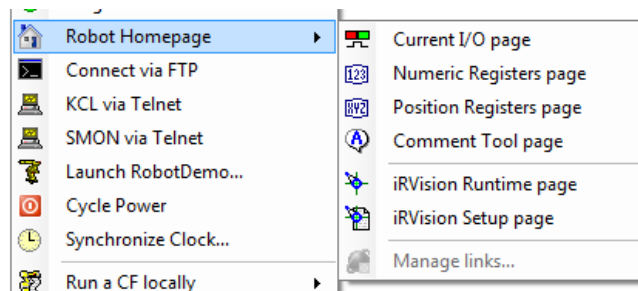 Robot Homepage
Connect via FTP
KCL via Telnet
SMON via Telnet
Launch RobotDemo...
Cycle Power
Synchronize Clock...
Run a CF locally
Current I/O page
123 Numeric Registers page
XYZ Position Registers page
Comment Tool page
iRVision Runtime page
iRVision Setup page
Manage links...